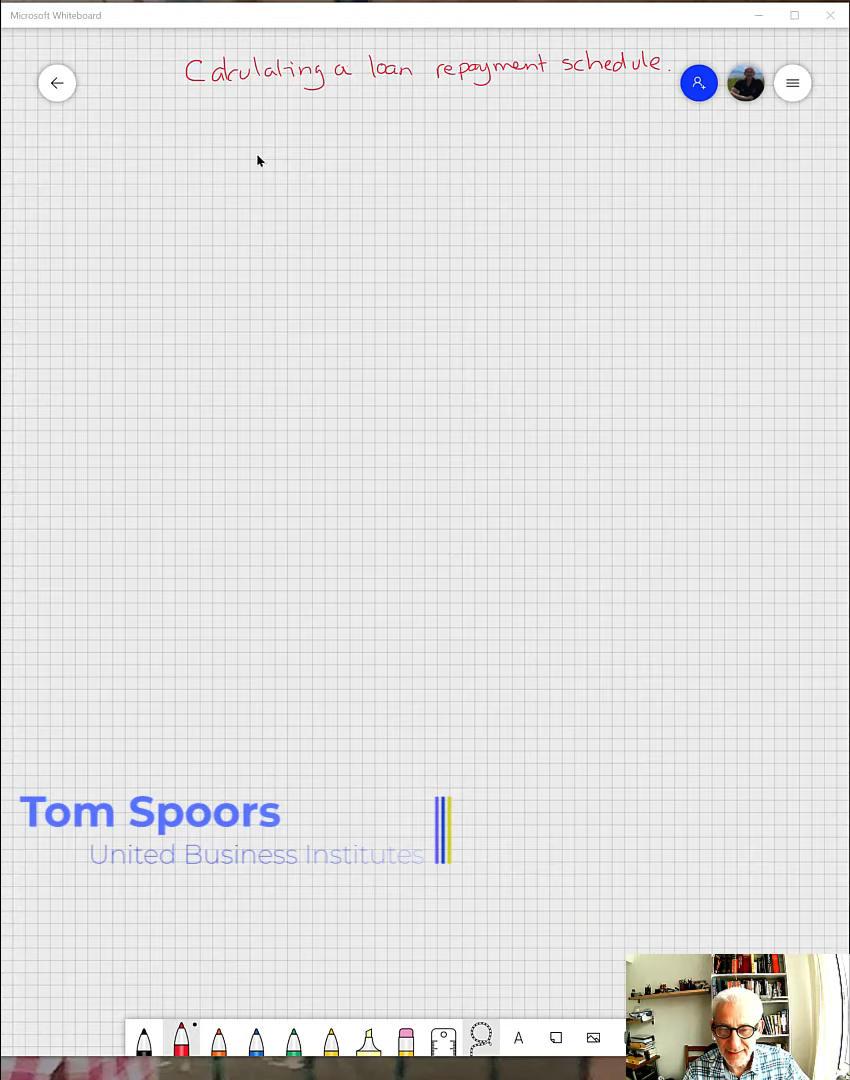 Microsoft Whiteboard
Calculating a loan repayment schedule.
Tom Spoors
United Business Institutes
A